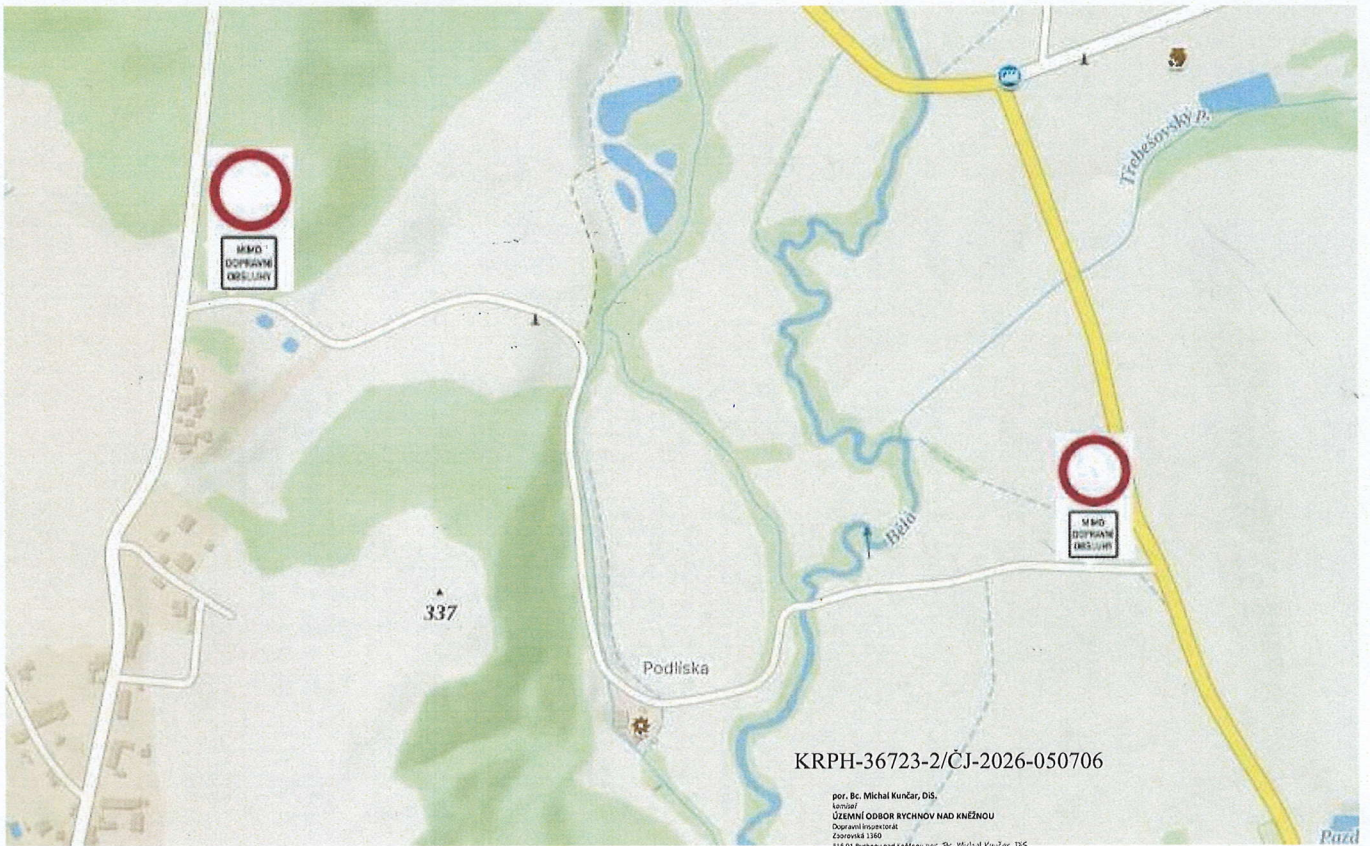 Třebešovský p.
MIMO
DOPRAVNÍ
OBSLUHY
MIMO
DOPRAVNÍ
OBSLUHY
Bělá
337
Podliska
KRPH-36723-2/ČJ-2026-050706
por. Bc. Michal Kunčar, DiS.
komisař
ÚZEMNÍ ODBOR RYCHNOV NAD KNĚŽNOU
Dopravní inspektorát
Zborovská 1360
Pazd